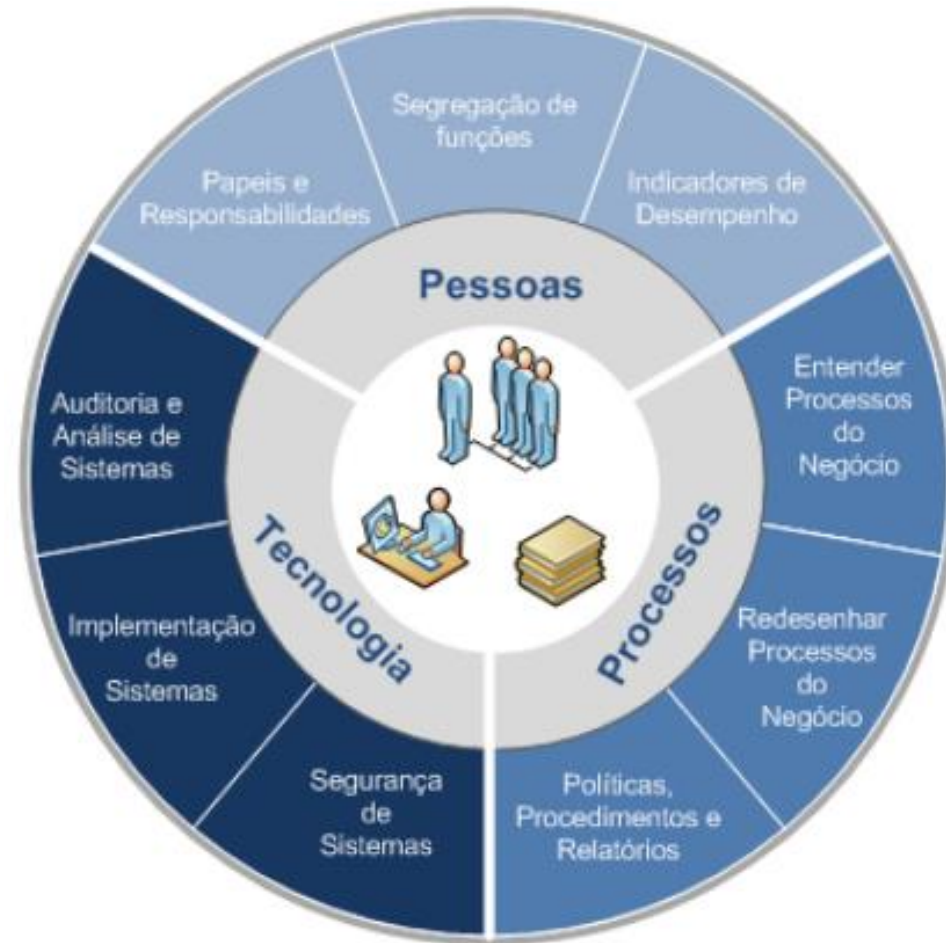 Segregação de
funções
Papeis e
Responsabilidades
Indicadores de
Desempenho
Pessoas
Auditoria e
Análise de
Sistemas
Entender
Processos
do
Negócio
Tecnologia
Processos
Implementação
de
Sistemas
Redesenhar
Processos
do
Negócio
Segurança
de
Sistemas
Políticas,
Procedimentos e
Relatórios